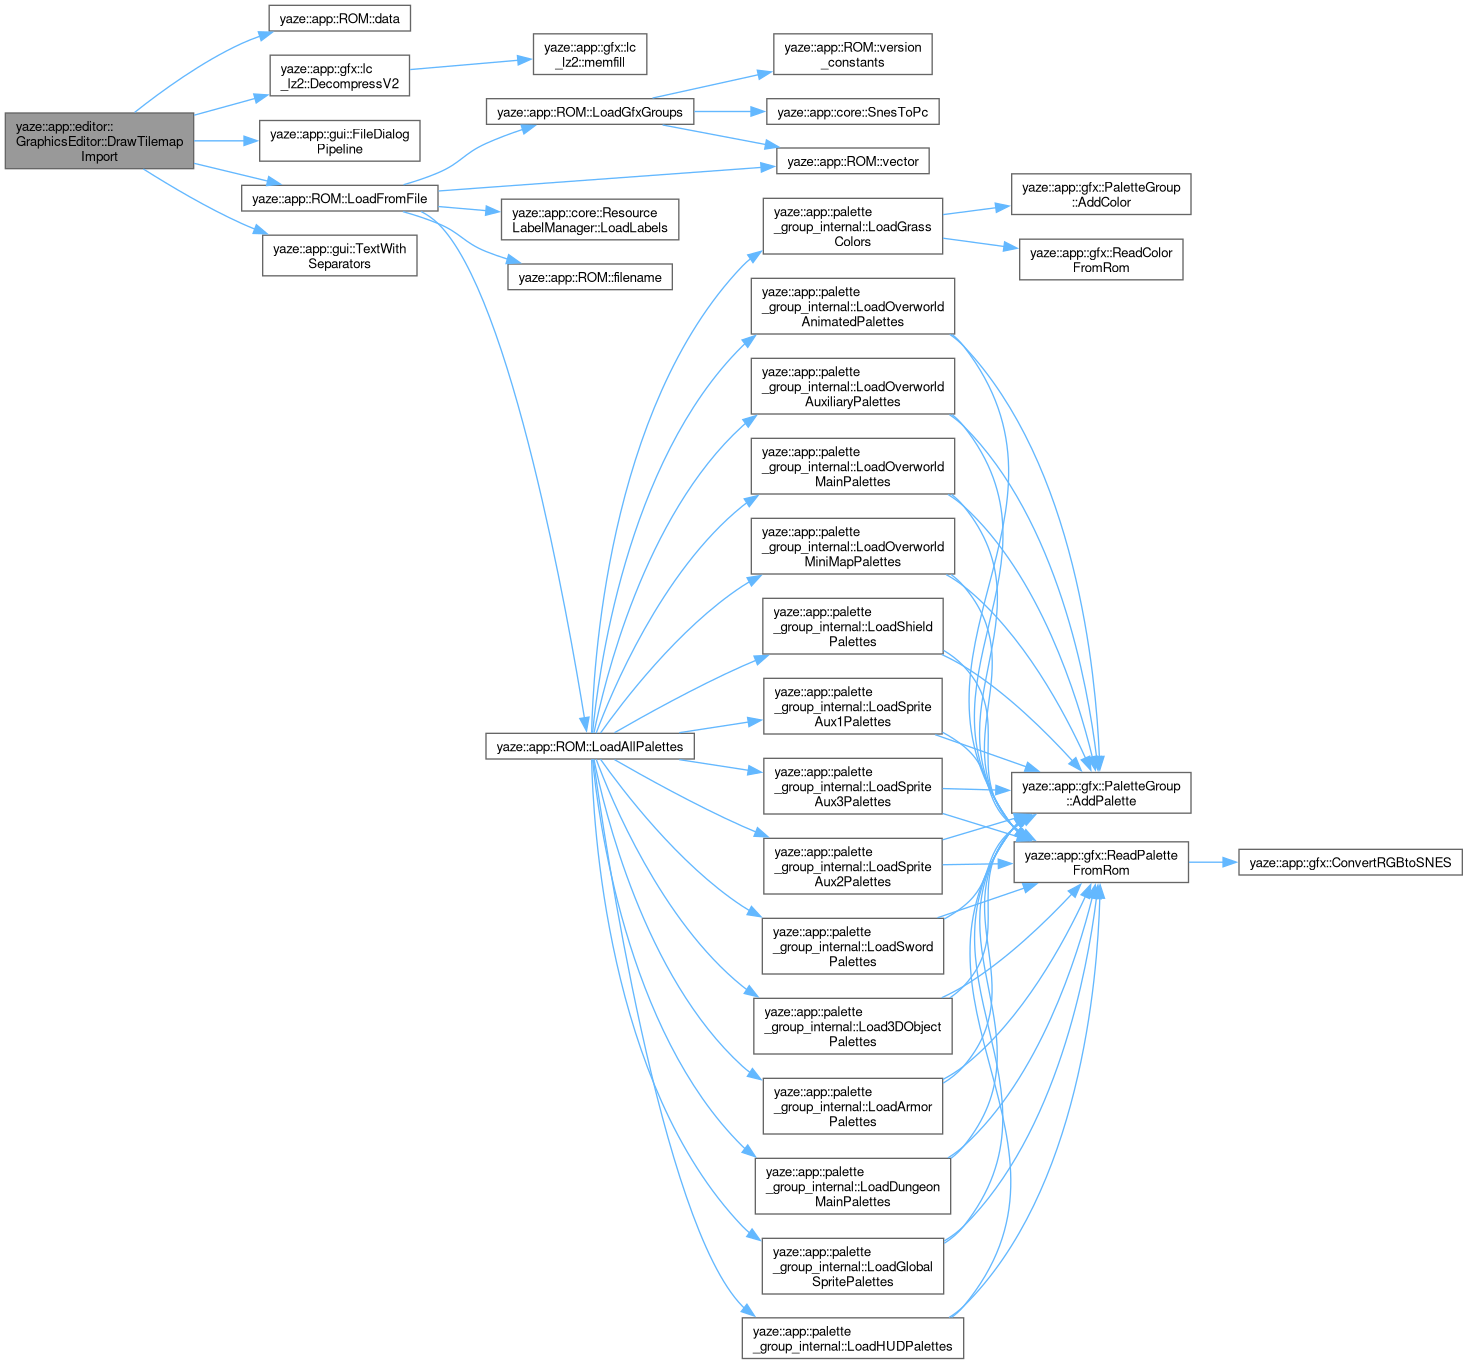 yaze::app::editor::
GraphicsEditor::DrawTilemap
Import
yaze::app::ROM::data
yaze::app::gfx::lc
_lz2::DecompressV2
yaze::app::gui::FileDialog
Pipeline
yaze::app::ROM::LoadFromFile
yaze::app::gui::TextWith
Separators
yaze::app::gfx::lc
_lz2::memfill
yaze::app::ROM::LoadGfxGroups
yaze::app::core::Resource
LabelManager::LoadLabels
yaze::app::ROM::filename
yaze::app::ROM::LoadAllPalettes
yaze::app::ROM::version
_constants
yaze::app::core::SnesToPc
yaze::app::ROM::vector
yaze::app::palette
_group_internal::LoadGrass
Colors
yaze::app::palette
_group_internal::LoadOverworld
AnimatedPalettes
yaze::app::palette
_group_internal::LoadOverworld
AuxiliaryPalettes
yaze::app::palette
_group_internal::LoadOverworld
MainPalettes
yaze::app::palette
_group_internal::LoadOverworld
MiniMapPalettes
yaze::app::palette
_group_internal::LoadShield
Palettes
yaze::app::palette
_group_internal::LoadSprite
Aux1Palettes
yaze::app::palette
_group_internal::LoadSprite
Aux3Palettes
yaze::app::palette
_group_internal::LoadSprite
Aux2Palettes
yaze::app::palette
_group_internal::LoadSword
Palettes
yaze::app::palette
_group_internal::Load3DObject
Palettes
yaze::app::palette
_group_internal::LoadArmor
Palettes
yaze::app::palette
_group_internal::LoadDungeon
MainPalettes
yaze::app::palette
_group_internal::LoadGlobal
SpritePalettes
yaze::app::palette
_group_internal::LoadHUDPalettes
yaze::app::gfx::PaletteGroup
::AddColor
yaze::app::gfx::ReadColor
FromRom
yaze::app::gfx::PaletteGroup
::AddPalette
yaze::app::gfx::ReadPalette
FromRom
yaze::app::gfx::ConvertRGBtoSNES